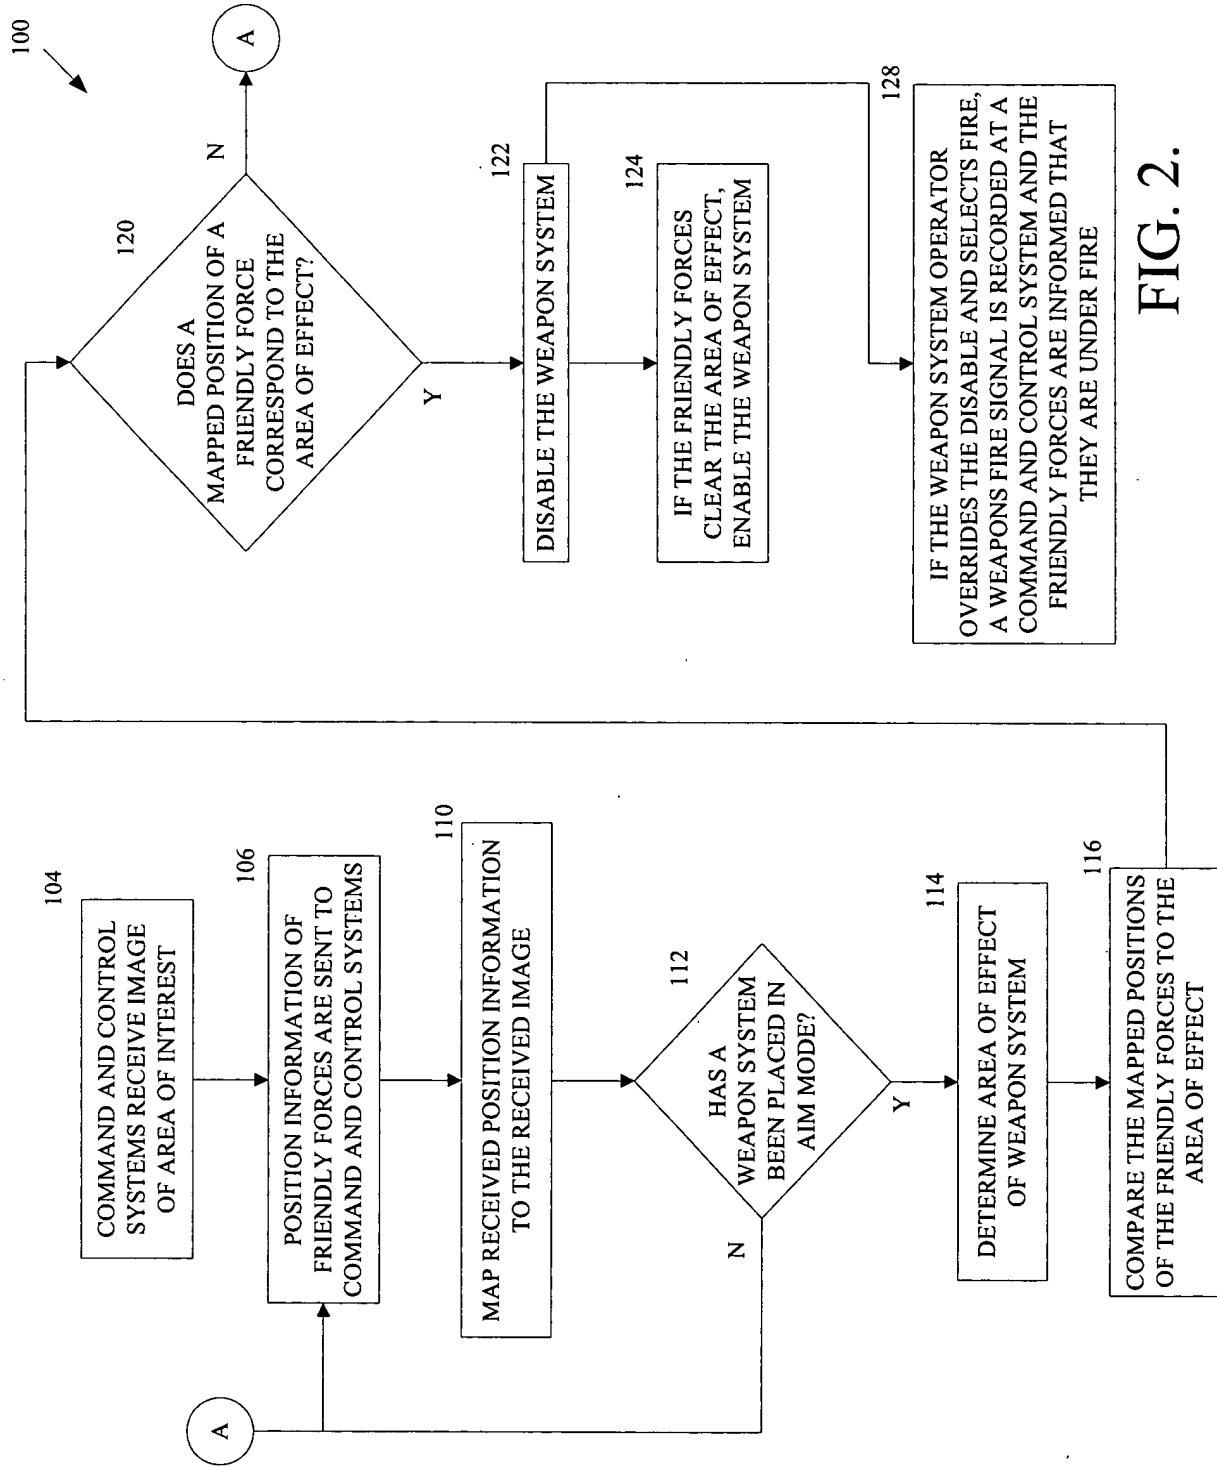 100
A
104
COMMAND AND CONTROL
SYSTEMS RECEIVE IMAGE
OF AREA OF INTEREST
106
POSITION INFORMATION OF
FRIENDLY FORCES ARE SENT TO
COMMAND AND CONTROL SYSTEMS
110
MAP RECEIVED POSITION INFORMATION
TO THE RECEIVED IMAGE
112
HAS A
WEAPON SYSTEM
BEEN PLACED IN
AIM MODE?
N
Y
114
DETERMINE AREA OF EFFECT
OF WEAPON SYSTEM
116
COMPARE THE MAPPED POSITIONS
OF THE FRIENDLY FORCES TO THE
AREA OF EFFECT
120
DOES A
MAPPED POSITION OF A
FRIENDLY FORCE
CORRESPOND TO THE
AREA OF EFFECT?
N
A
Y
122
DISABLE THE WEAPON SYSTEM
124
IF THE FRIENDLY FORCES
CLEAR THE AREA OF EFFECT,
ENABLE THE WEAPON SYSTEM
128
IF THE WEAPON SYSTEM OPERATOR
OVERRIDES THE DISABLE AND SELECTS FIRE,
A WEAPONS FIRE SIGNAL IS RECORDED AT A
COMMAND AND CONTROL SYSTEM AND THE
FRIENDLY FORCES ARE INFORMED THAT
THEY ARE UNDER FIRE
FIG. 2.